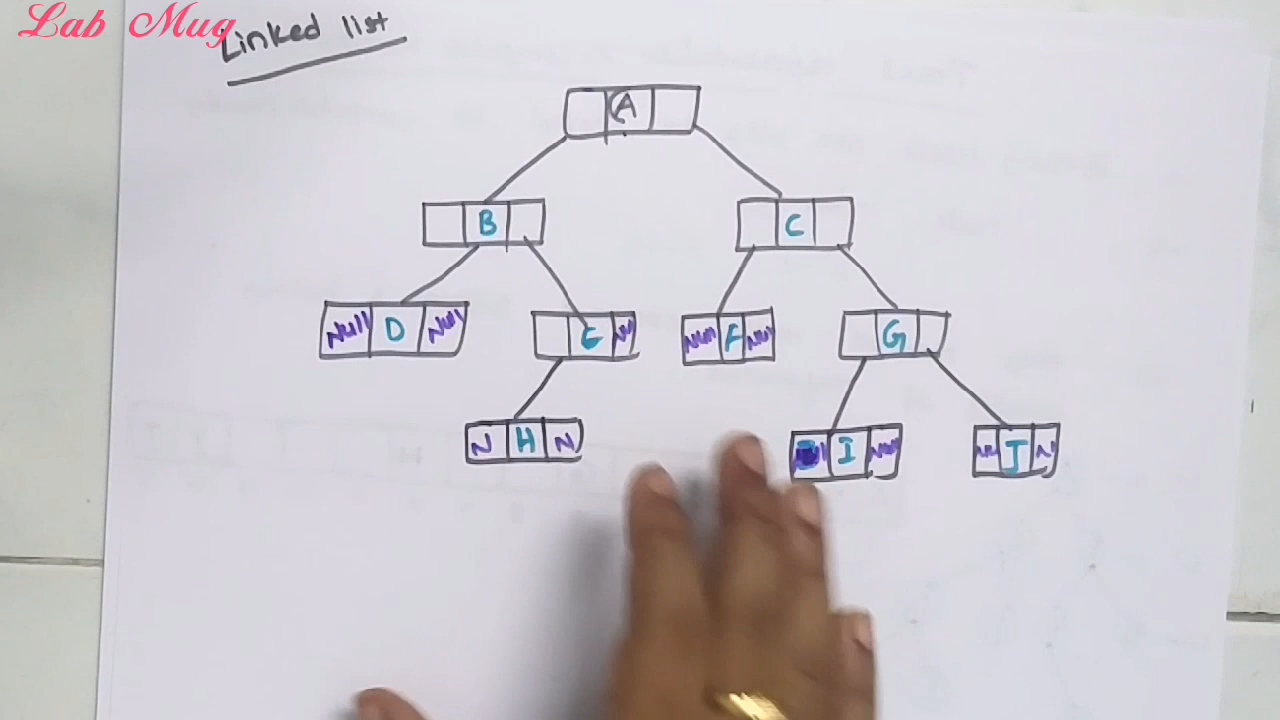 Lab Mug
Linked list
A
B
C
Null D Null
E N
Null F Null
G
N H N
I Null
J N